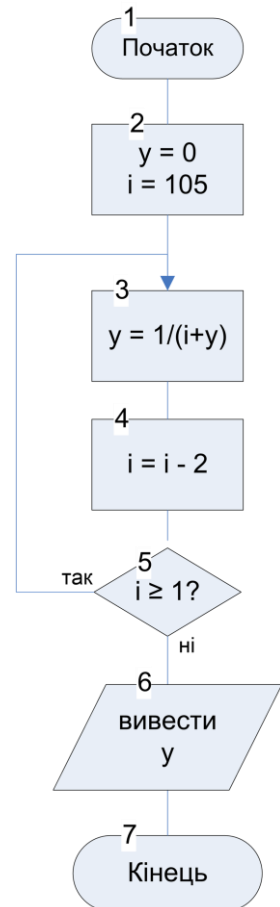 1
Початок
2
y = 0
i = 105
3
y = 1/(i+y)
4
i = i - 2
5
i ≥ 1?
так
ні
6
вивести
y
7
Кінець